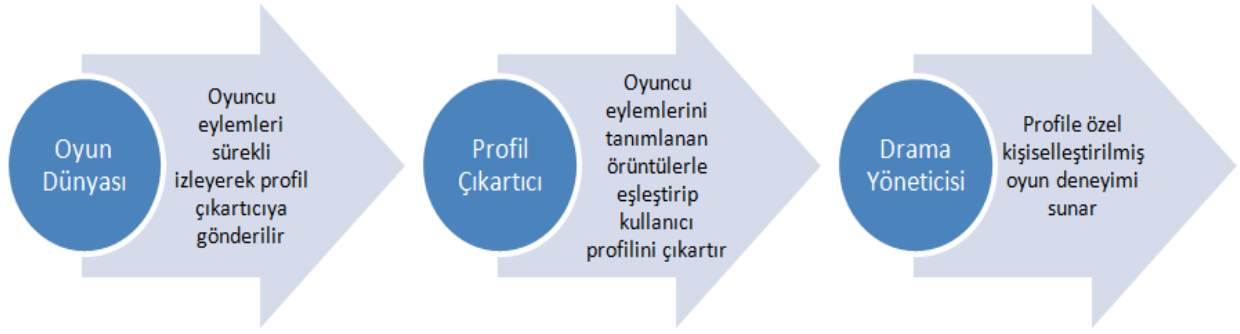 Oyun
Dünyası
Oyuncu
eylemleri
sürekli
izleyerek profil
çıkartıcıya
gönderilir
Profil
Çıkartıcı
Oyuncu
eylemlerini
tanımlanan
örüntülerle
eşleştirip
kullanıcı
profilini çıkartır
Drama
Yöneticisi
Profile özel
kişiselleştirilmiş
oyun deneyimi
sunar